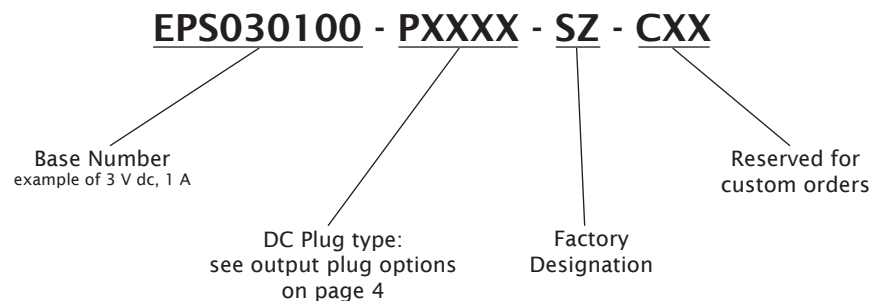 EPS030100 - PXXXX - SZ - CXX
Base Number
example of 3 V dc, 1 A
Reserved for
custom orders
DC Plug type:
see output plug options
on page 4
Factory
Designation